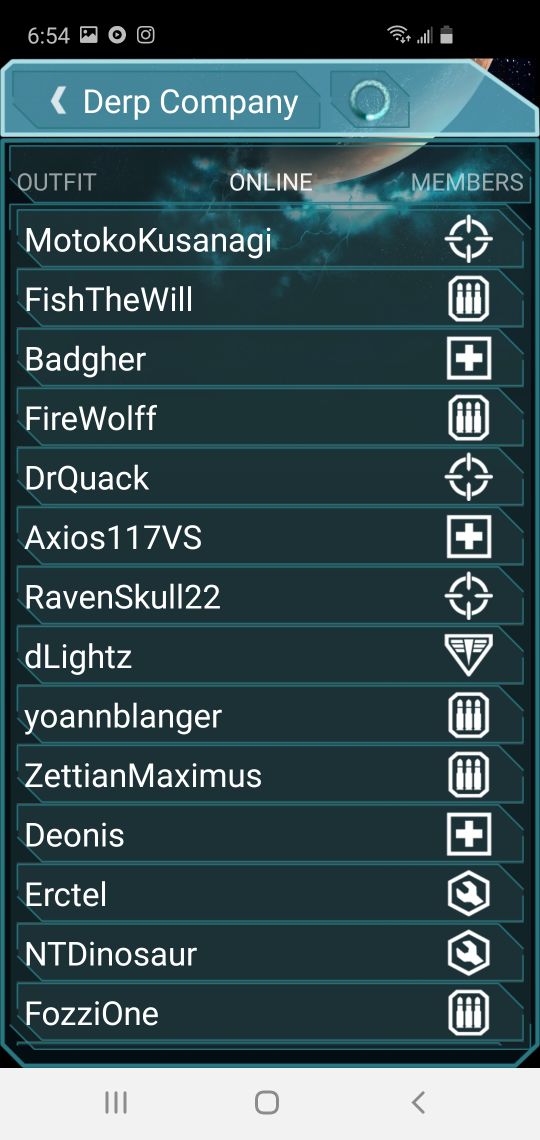 6:54
Derp Company
OUTFIT ONLINE MEMBERS
MotokoKusanagi
FishTheWill
Badgher
FireWolff
DrQuack
Axios117VS
RavenSkull22
dLightz
yoannblanger
ZettianMaximus
Deonis
Erctel
NTDinosaur
FozziOne